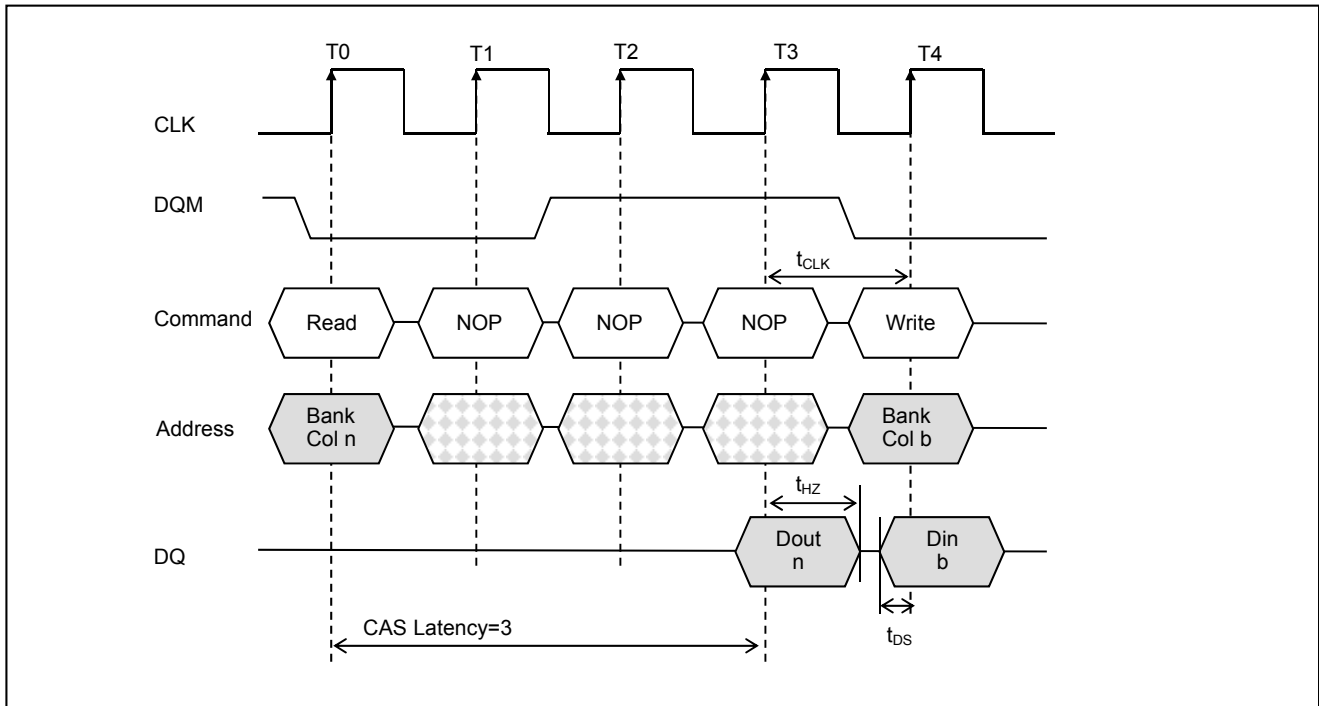 T0 T1 T2 T3 T4
CLK
DQM
tCLK
Command Read NOP NOP NOP Write
Address Bank Col n Bank Col b
tHZ
DQ Dout n Din b
CAS Latency=3
tDS